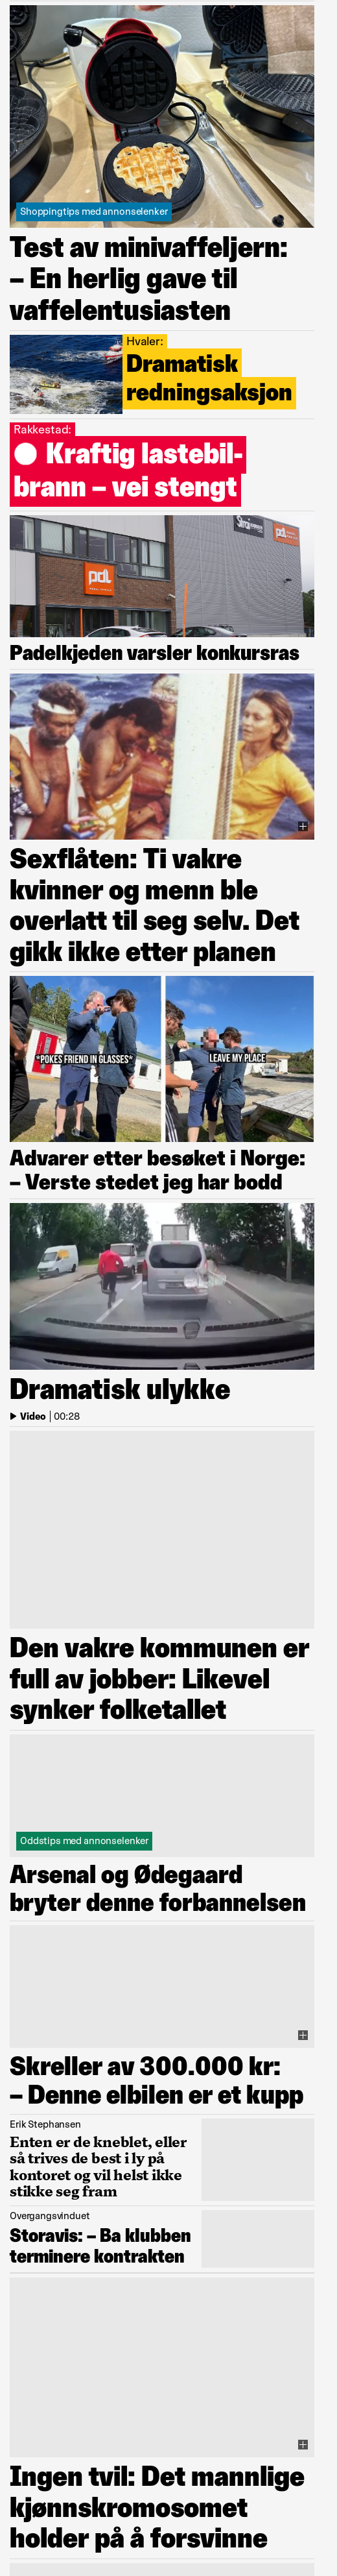 Shoppingtips med annonselenker
Test av minivaffeljern:
– En herlig gave til
vaffelentusiasten
Hvaler:
Dramatisk
redningsaksjon
Rakkestad:
Kraftig lastebil-
brann – vei stengt
pdl
pdl
Padelkjeden varsler konkursras
Sexflåten: Ti vakre
kvinner og menn ble
overlatt til seg selv. Det
gikk ikke etter planen
*POKES FRIEND IN GLASSES*
LEAVE MY PLACE
Advarer etter besøket i Norge:
– Verste stedet jeg har bodd
Dramatisk ulykke
Video | 00:28
Den vakre kommunen er
full av jobber: Likevel
synker folketallet
Oddstips med annonselenker
Arsenal og Ødegaard
bryter denne forbannelsen
Skreller av 300.000 kr:
– Denne elbilen er et kupp
Erik Stephansen
Enten er de kneblet, eller
så trives de best i ly på
kontoret og vil helst ikke
stikke seg fram
Overgangsvinduet
Storavis: – Ba klubben
terminere kontrakten
Ingen tvil: Det mannlige
kjønnskromosomet
holder på å forsvinne